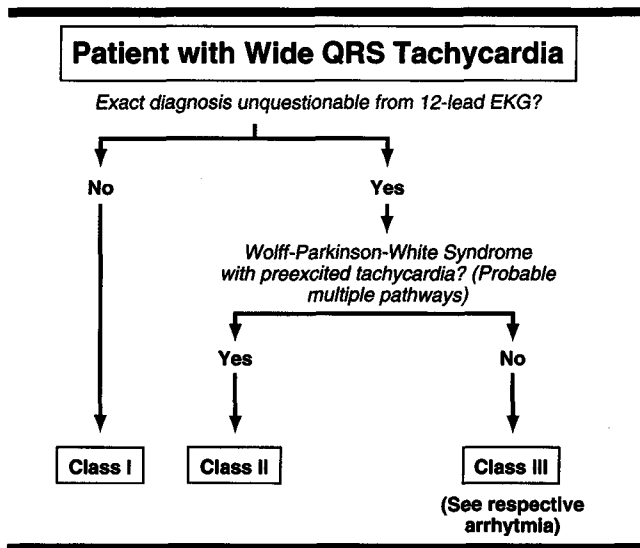 Patient with Wide QRS Tachycardia
Exact diagnosis unquestionable from 12-lead EKG?
No
Yes
Wolff-Parkinson-White Syndrome
with preexcited tachycardia? (Probable
multiple pathways)
Yes
No
Class I
Class II
Class III
(See respective
arrhytmia)